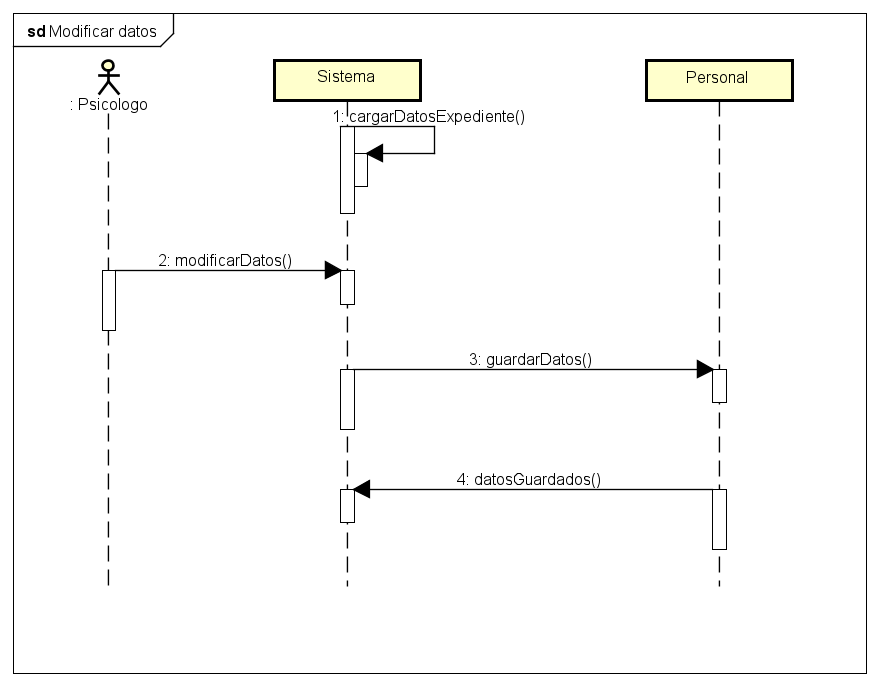 sd Modificar datos
: Psicologo
Sistema
Personal
1: cargarDatosExpediente()
2: modificarDatos()
3: guardarDatos()
4: datosGuardados()